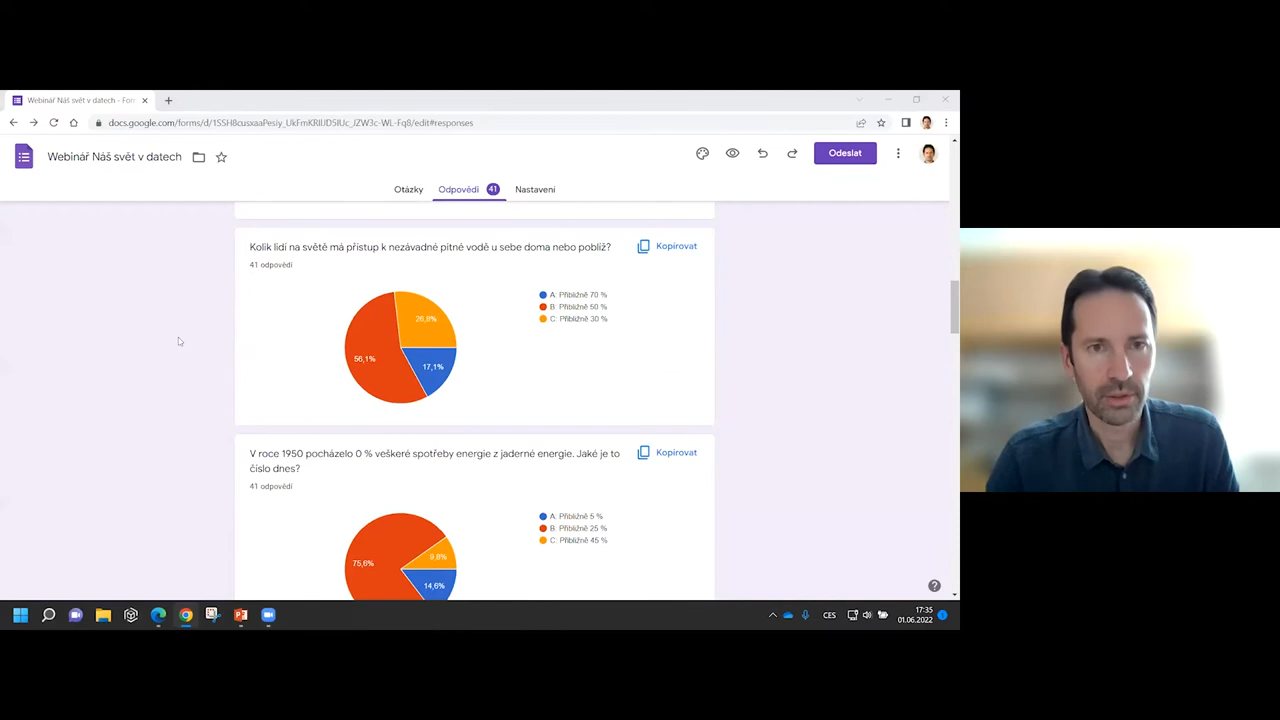 Webinář Náš svět v datech - Forr
docs.google.com/forms/d/
/edit#responses
Webinář Náš svět v datech
Odeslat
Otázky
Odpovědi 41
Nastavení
Kolik lidí na světě má přístup k nezávadné pitné vodě u sebe doma nebo poblíž?
Kopírovat
41 odpovědí
A: Přibližně 70 %
B: Přibližně 50 %
C: Přibližně 30 %
26,8%
56,1%
17,1%
V roce 1950 pocházelo 0 % veškeré spotřeby energie z jaderné energie. Jaké je to
číslo dnes?
Kopírovat
41 odpovědí
A: Přibližně 5 %
B: Přibližně 25 %
C: Přibližně 45 %
9,8%
75,6%
14,6%
CES
17:35
01.06.2022